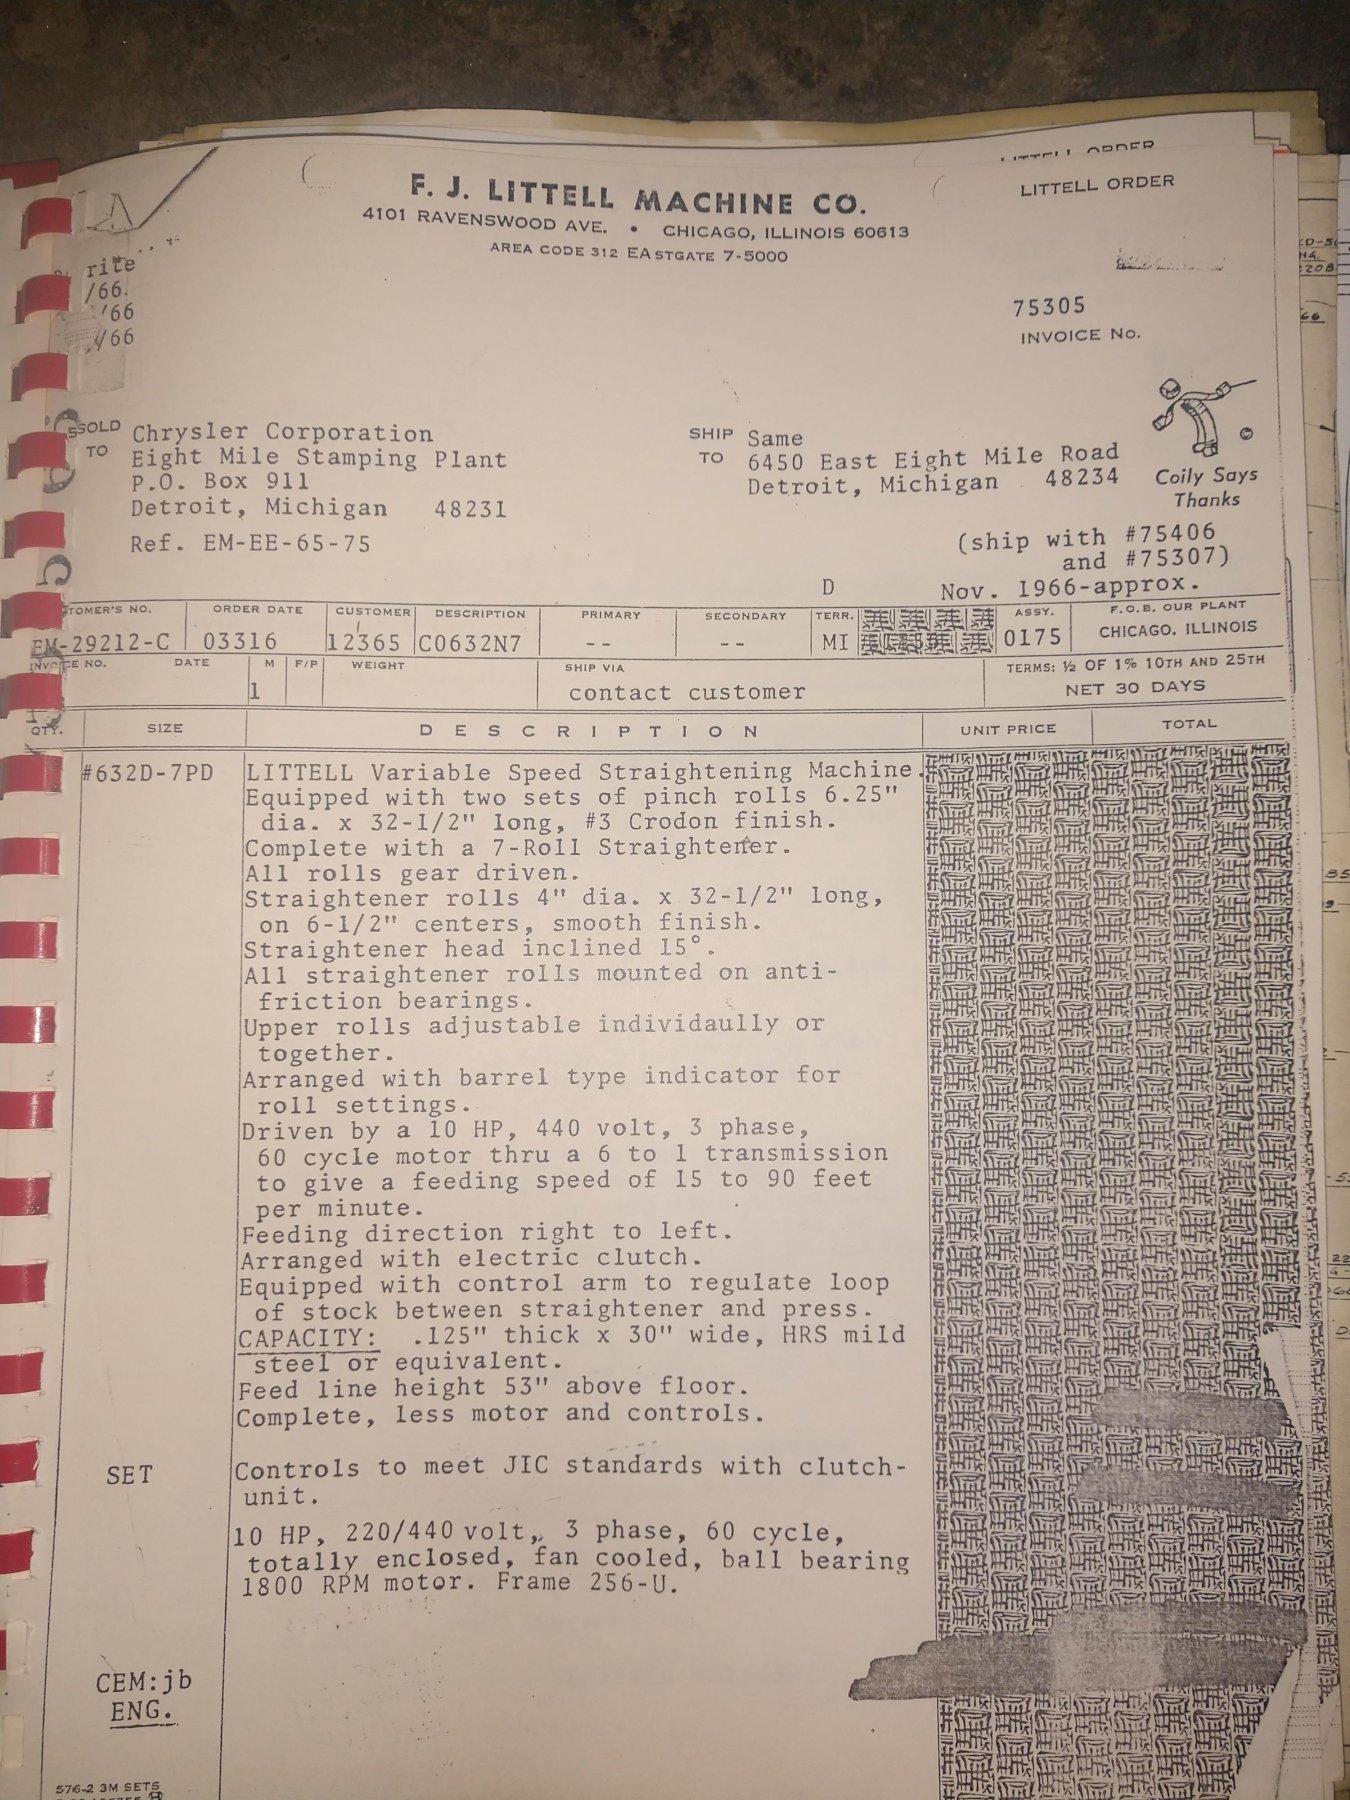 LITTELL ORDER
F. J. LITTELL MACHINE CO.
4101 RAVENSWOOD AVE. • CHICAGO, ILLINOIS 60613
AREA CODE 312 EASTGATE 7-5000
LITTELL ORDER
rite
/66
/66
/66
75305
INVOICE No.
SOLD TO
Chrysler Corporation
Eight Mile Stamping Plant
P.O. Box 911
Detroit, Michigan 48231
Ref. EM-EE-65-75
SHIP TO
Same
6450 East Eight Mile Road
Detroit, Michigan 48234
©
Coily Says
Thanks
(ship with #75406
and #75307)
D Nov. 1966-approx.
TOMER'S NO. ORDER DATE CUSTOMER DESCRIPTION PRIMARY SECONDARY TERR. ASSY. F.O.B. OUR PLANT
EM-29212-C 03316 12365 C0632N7 -- -- MI 0175 CHICAGO, ILLINOIS
INVOICE NO. DATE M F/P WEIGHT SHIP VIA TERMS: ½ OF 1% 10TH AND 25TH
1 contact customer NET 30 DAYS
QTY. SIZE DESCRIPTION UNIT PRICE TOTAL
#632D-7PD LITTELL Variable Speed Straightening Machine.
Equipped with two sets of pinch rolls 6.25"
dia. x 32-1/2" long, #3 Crodon finish.
Complete with a 7-Roll Straightener.
All rolls gear driven.
Straightener rolls 4" dia. x 32-1/2" long,
on 6-1/2" centers, smooth finish.
Straightener head inclined 15°.
All straightener rolls mounted on anti-
friction bearings.
Upper rolls adjustable individaully or
together.
Arranged with barrel type indicator for
roll settings.
Driven by a 10 HP, 440 volt, 3 phase,
60 cycle motor thru a 6 to 1 transmission
to give a feeding speed of 15 to 90 feet
per minute.
Feeding direction right to left.
Arranged with electric clutch.
Equipped with control arm to regulate loop
of stock between straightener and press.
CAPACITY: .125" thick x 30" wide, HRS mild
steel or equivalent.
Feed line height 53" above floor.
Complete, less motor and controls.
SET Controls to meet JIC standards with clutch-
unit.
10 HP, 220/440 volt, 3 phase, 60 cycle,
totally enclosed, fan cooled, ball bearing
1800 RPM motor. Frame 256-U.
CEM:jb
ENG.
576-2 3M SETS